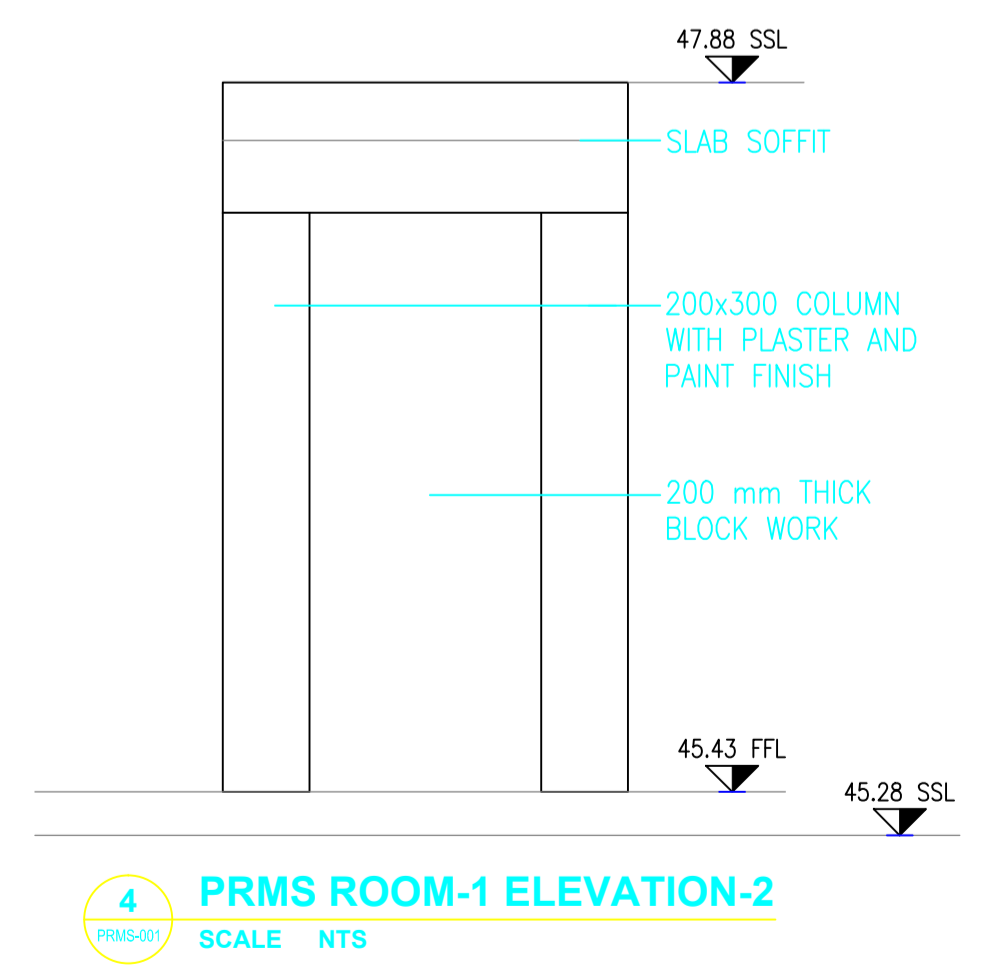 47.88 SSL
SLAB SOFFIT
200x300 COLUMN
WITH PLASTER AND
PAINT FINISH
200 mm THICK
BLOCK WORK
45.43 FFL
45.28 SSL
4
PRMS-001
PRMS ROOM-1 ELEVATION-2
SCALE NTS